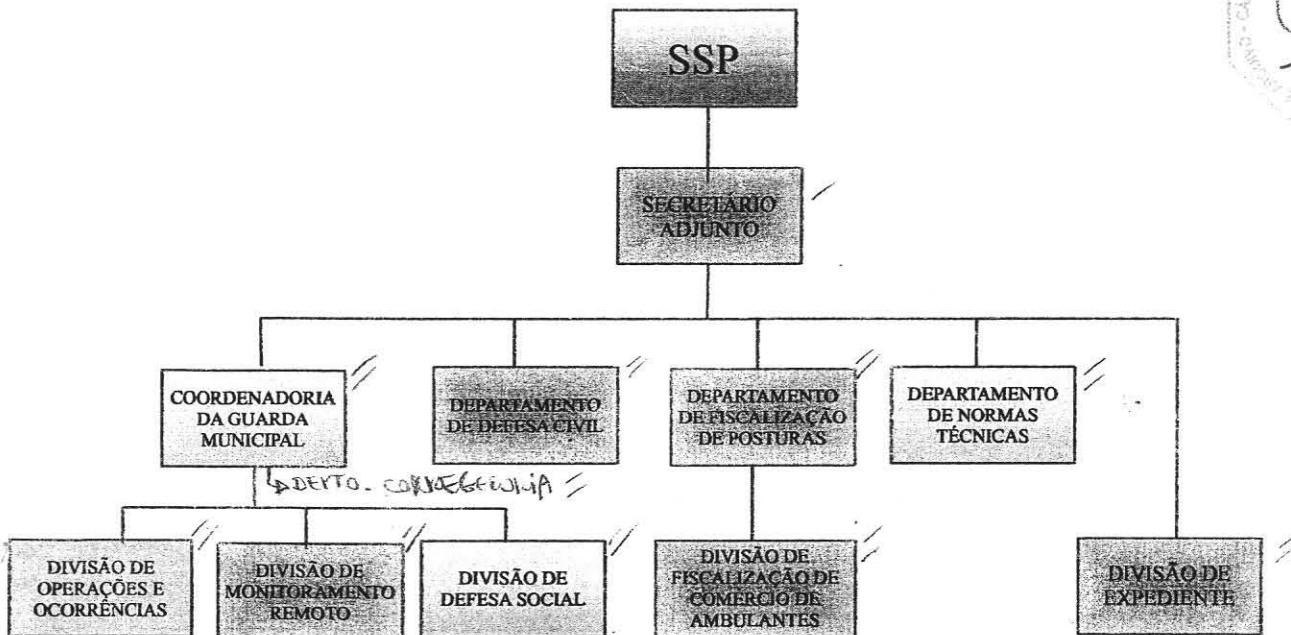 SSP
SECRETÁRIO
ADJUNTO
COORDENADORIA
DA GUARDA
MUNICIPAL
DEPARTAMENTO
DE DEFESA CIVIL
DEPARTAMENTO
DE FISCALIZAÇÃO
DE POSTURAS
DEPARTAMENTO
DE NORMAS
TÉCNICAS
DIVISÃO DE
OPERAÇÕES E
OCORRÊNCIAS
DIVISÃO DE
MONITORAMENTO
REMOTO
DIVISÃO DE
DEFESA SOCIAL
DIVISÃO DE
FISCALIZAÇÃO DE
COMÉRCIO DE
AMBULANTES
DIVISÃO DE
EXPEDIENTE